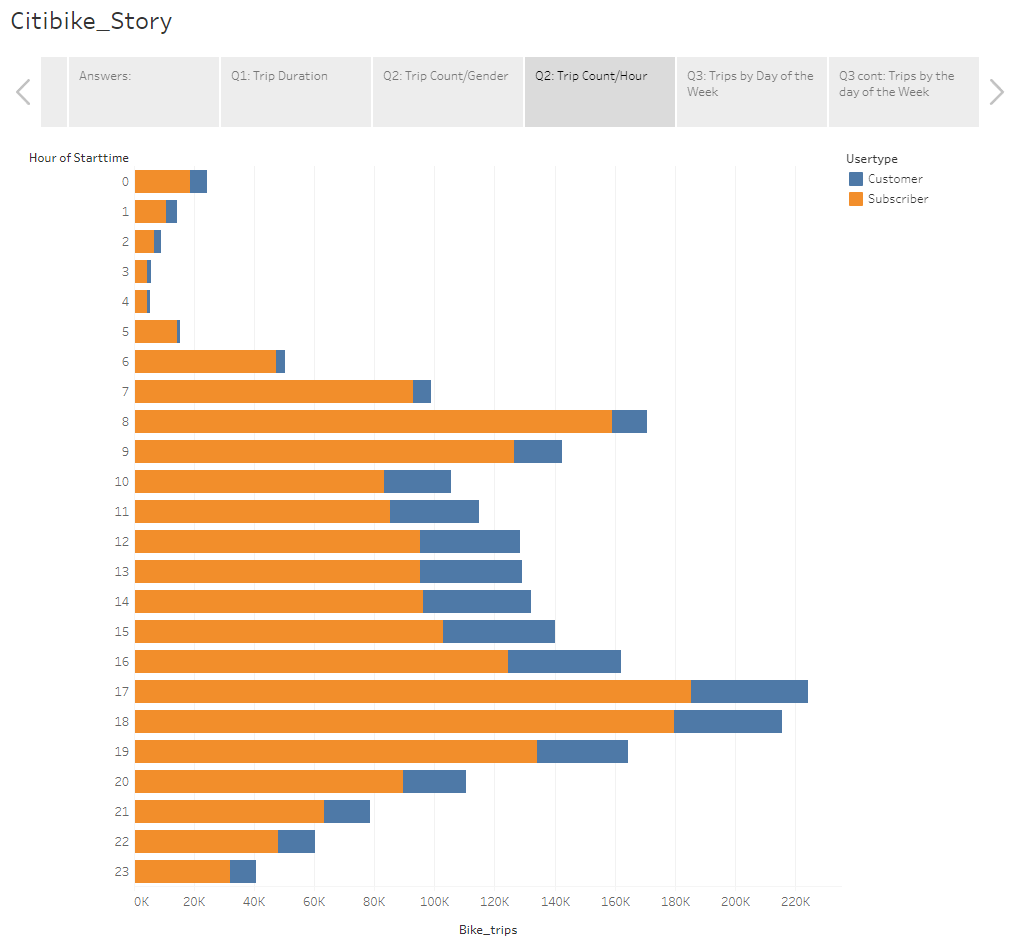 Citibike_Story
Answers:
Q1: Trip Duration
Q2: Trip Count/Gender
Q2: Trip Count/Hour
Q3: Trips by Day of the
Week
Q3 cont: Trips by the
day of the Week
Hour of Starttime
Usertype
Customer
Subscriber
0
1
2
3
4
5
6
7
8
9
10
11
12
13
14
15
16
17
18
19
20
21
22
23
0K 20K 40K 60K 80K 100K 120K 140K 160K 180K 200K 220K
Bike_trips